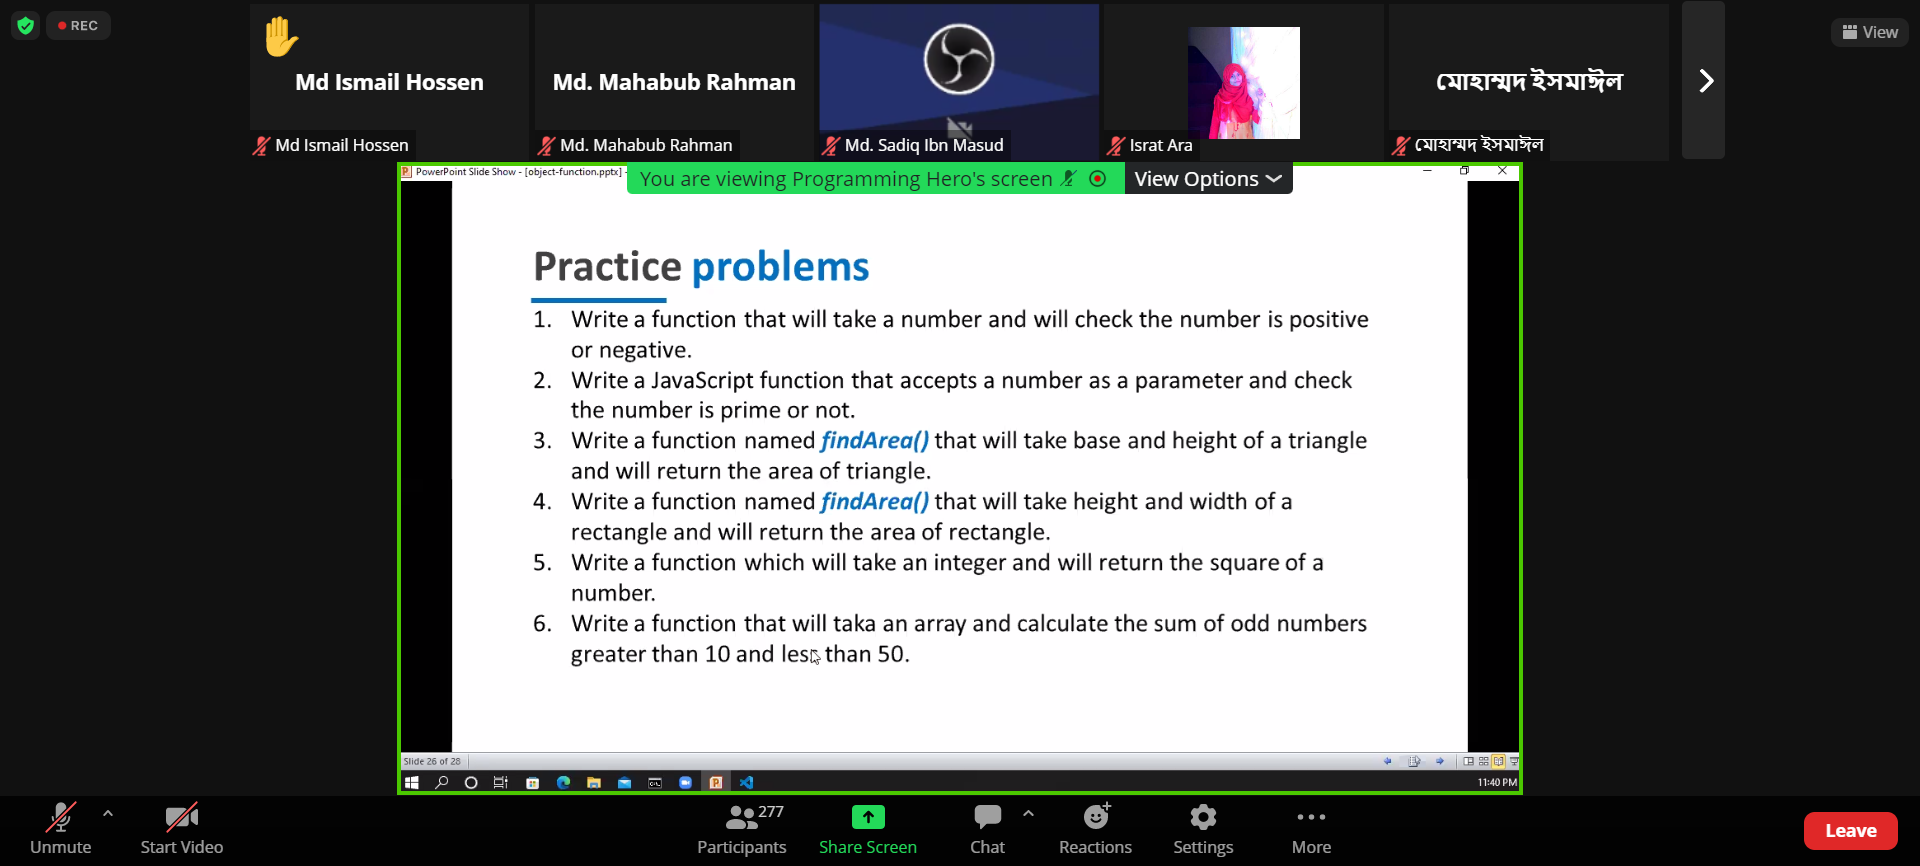 REC
View
Md Ismail Hossen
Md. Mahabub Rahman
মোহাম্মদ ইসমাঈল
Md Ismail Hossen
Md. Mahabub Rahman
Md. Sadiq Ibn Masud
Israt Ara
মোহাম্মদ ইসমাঈল
PowerPoint Slide Show - [object-function.pptx] -
You are viewing Programming Hero's screen
View Options
Practice problems
1. Write a function that will take a number and will check the number is positive
or negative.
2. Write a JavaScript function that accepts a number as a parameter and check
the number is prime or not.
3. Write a function named findArea() that will take base and height of a triangle
and will return the area of triangle.
4. Write a function named findArea() that will take height and width of a
rectangle and will return the area of rectangle.
5. Write a function which will take an integer and will return the square of a
number.
6. Write a function that will taka an array and calculate the sum of odd numbers
greater than 10 and less than 50.
Slide 26 of 28
11:40 PM
277
Unmute
Start Video
Participants
Share Screen
Chat
Reactions
Settings
More
Leave